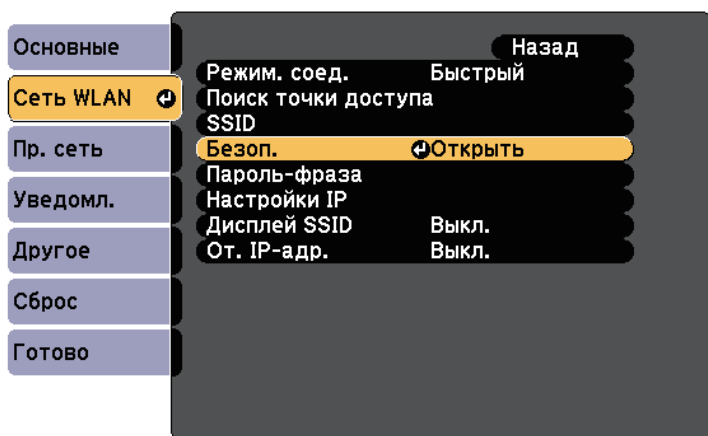 Основные
Сеть WLAN
Пр. сеть
Уведомл.
Другое
Сброс
Готово
Назад
Режим. соед. Быстрый
Поиск точки доступа
SSID
Безоп. Открыть
Пароль-фраза
Настройки IP
Дисплей SSID Выкл.
От. IP-адр. Выкл.